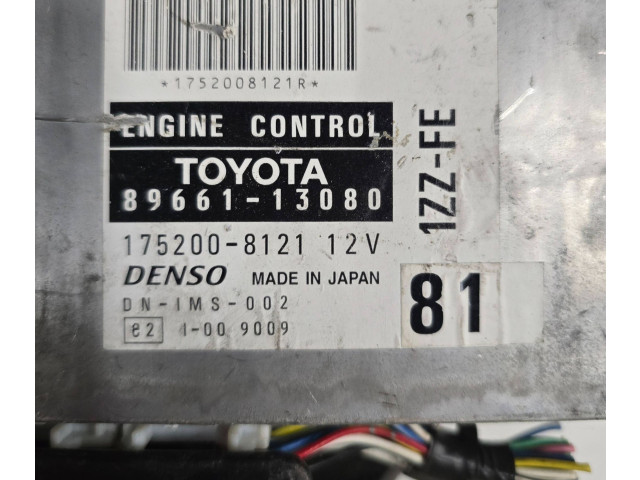 *1752008121R*
ENGINE CONTROL
TOYOTA
89661-13080
175200-8121 12V
DENSO MADE IN JAPAN
DN-IMS-002
e2 1-00 9009
1ZZ-FE
81